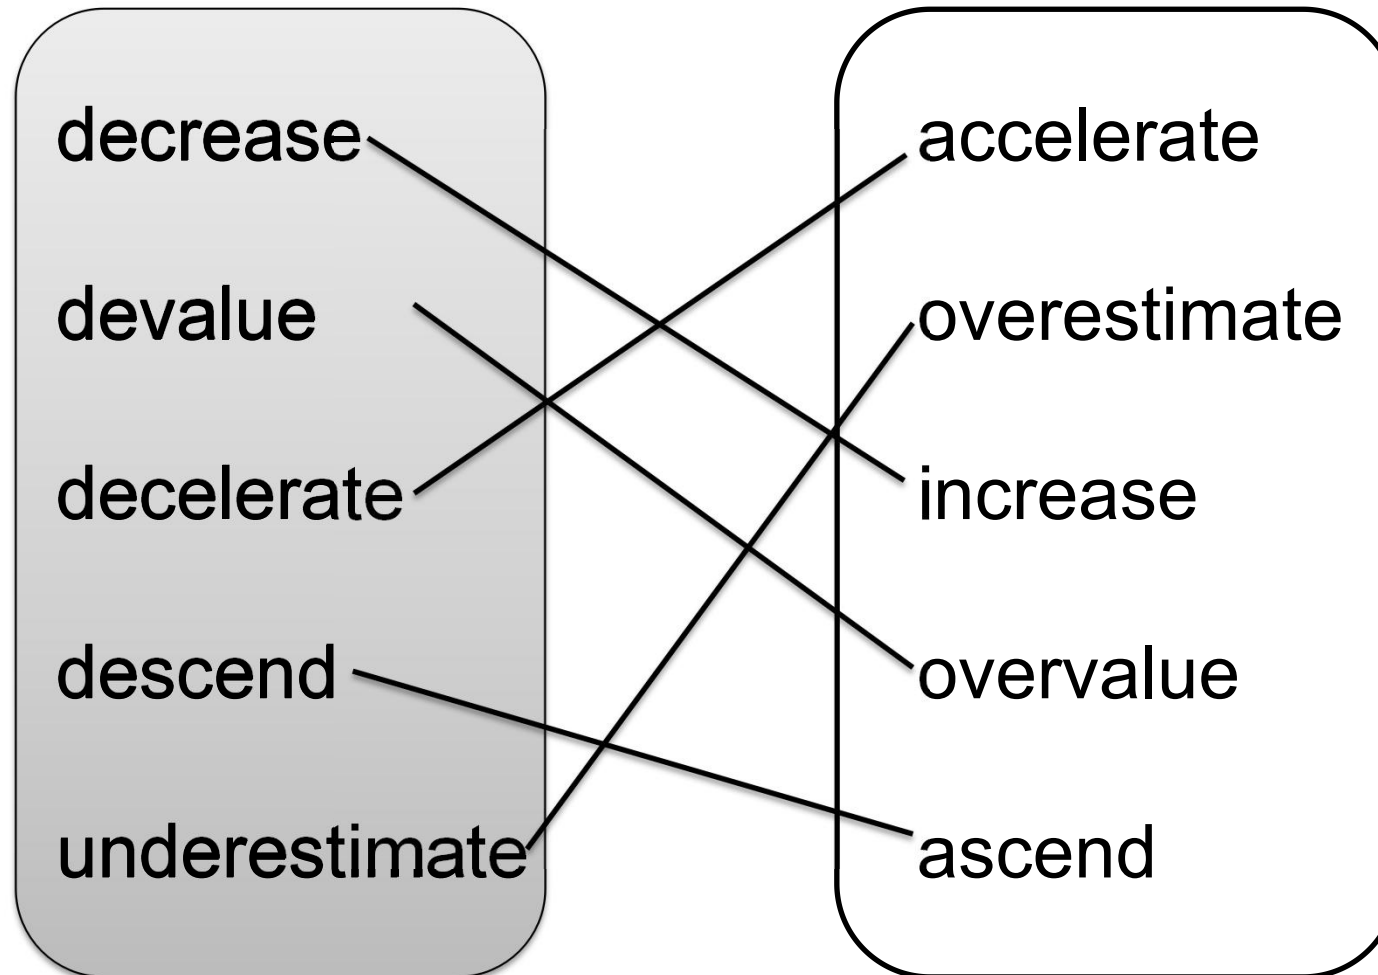 decrease
devalue
decelerate
descend
underestimate
accelerate
overestimate
increase
overvalue
ascend